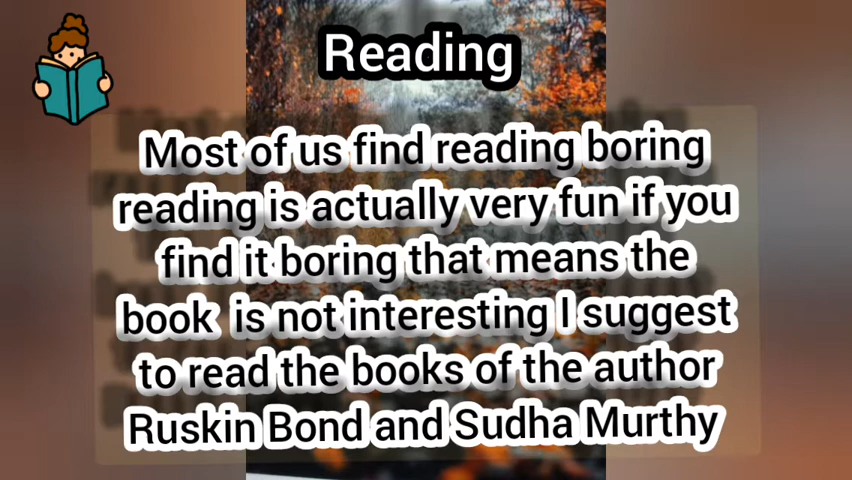 Reading
Most of us find reading boring
reading is actually very fun if you
find it boring that means the
book is not interesting I suggest
to read the books of the author
Ruskin Bond and Sudha Murthy